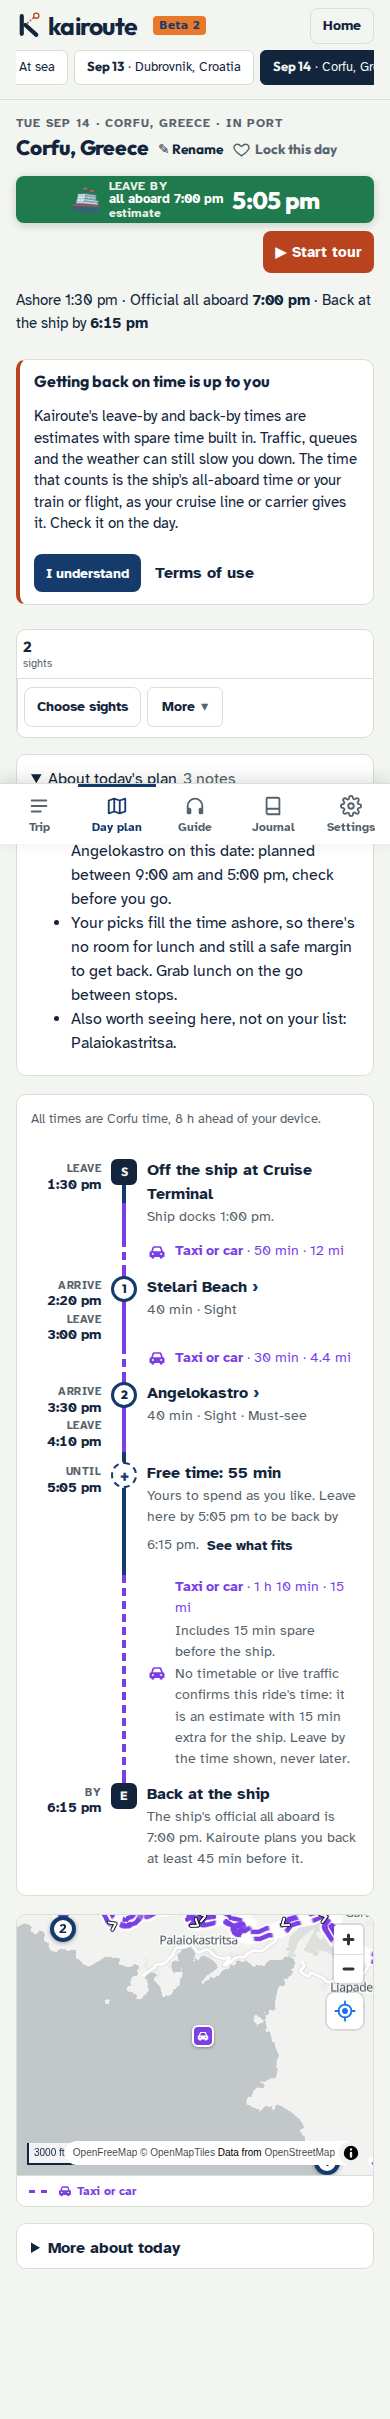 kairoute Beta 2 Home
At sea Sep 13 · Dubrovnik, Croatia Sep 14 · Corfu, Gre
TUE SEP 14 · CORFU, GREECE · IN PORT
Corfu, Greece ✎ Rename Lock this day
LEAVE BY
all aboard 7:00 pm
estimate
5:05 pm
▶ Start tour
Ashore 1:30 pm · Official all aboard 7:00 pm · Back at
the ship by 6:15 pm
Getting back on time is up to you
Kairoute's leave-by and back-by times are
estimates with spare time built in. Traffic, queues
and the weather can still slow you down. The time
that counts is the ship's all-aboard time or your
train or flight, as your cruise line or carrier gives
it. Check it on the day.
I understand Terms of use
2
sights
Choose sights More ▾
▼ About today's plan 3 notes
Trip Day plan Guide Journal Settings
Angelokastro on this date: planned
between 9:00 am and 5:00 pm, check
before you go.
• Your picks fill the time ashore, so there's
no room for lunch and still a safe margin
to get back. Grab lunch on the go
between stops.
• Also worth seeing here, not on your list:
Palaiokastritsa.
All times are Corfu time, 8 h ahead of your device.
LEAVE
1:30 pm
S
Off the ship at Cruise
Terminal
Ship docks 1:00 pm.
Taxi or car · 50 min · 12 mi
ARRIVE
2:20 pm
LEAVE
3:00 pm
1
Stelari Beach ›
40 min · Sight
Taxi or car · 30 min · 4.4 mi
ARRIVE
3:30 pm
LEAVE
4:10 pm
2
Angelokastro ›
40 min · Sight · Must-see
UNTIL
5:05 pm
+
Free time: 55 min
Yours to spend as you like. Leave
here by 5:05 pm to be back by
6:15 pm. See what fits
Taxi or car · 1 h 10 min · 15
mi
Includes 15 min spare
before the ship.
No timetable or live traffic
confirms this ride's time: it
is an estimate with 15 min
extra for the ship. Leave by
the time shown, never later.
BY
6:15 pm
E
Back at the ship
The ship's official all aboard is
7:00 pm. Kairoute plans you back
at least 45 min before it.
2
Palaiokastritsa
+
−
Liapade
3000 ft
OpenFreeMap © OpenMapTiles Data from OpenStreetMap
Taxi or car
▶ More about today